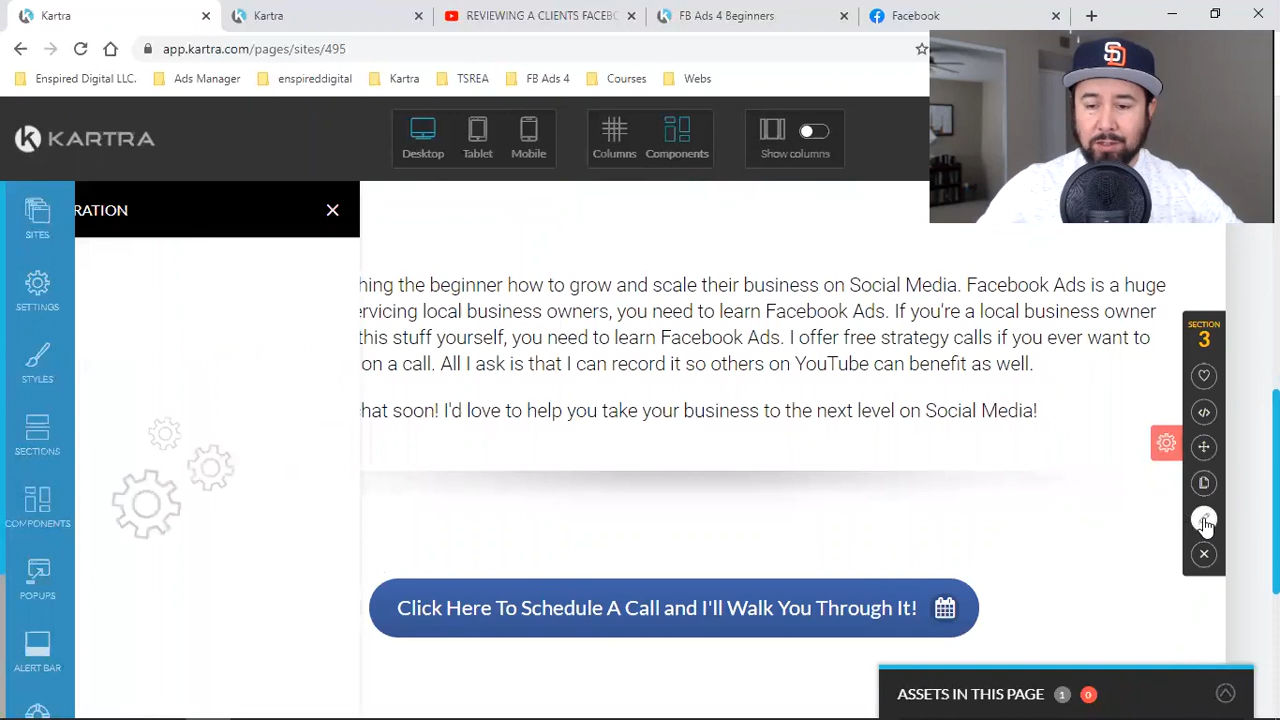 Kartra
Kartra
REVIEWING A CLIENTS FACEB
FB Ads 4 Beginners
Facebook
app.kartra.com/pages/sites/495
Enspired Digital LLC.
Ads Manager
enspireddigital
Kartra
TSREA
FB Ads 4
Courses
Webs
KARTRA
Desktop
Tablet
Mobile
Columns
Components
Show columns
SD
RATION
SITES
SETTINGS
STYLES
SECTIONS
COMPONENTS
POPUPS
ALERT BAR
hing the beginner how to grow and scale their business on Social Media. Facebook Ads is a huge
ervicing local business owners, you need to learn Facebook Ads. If you're a local business owner
this stuff yourself, you need to learn Facebook Ads. I offer free strategy calls if you ever want to
on a call. All I ask is that I can record it so others on YouTube can benefit as well.
hat soon! I'd love to help you take your business to the next level on Social Media!
SECTION
3
Click Here To Schedule A Call and I'll Walk You Through It!
ASSETS IN THIS PAGE 1 0